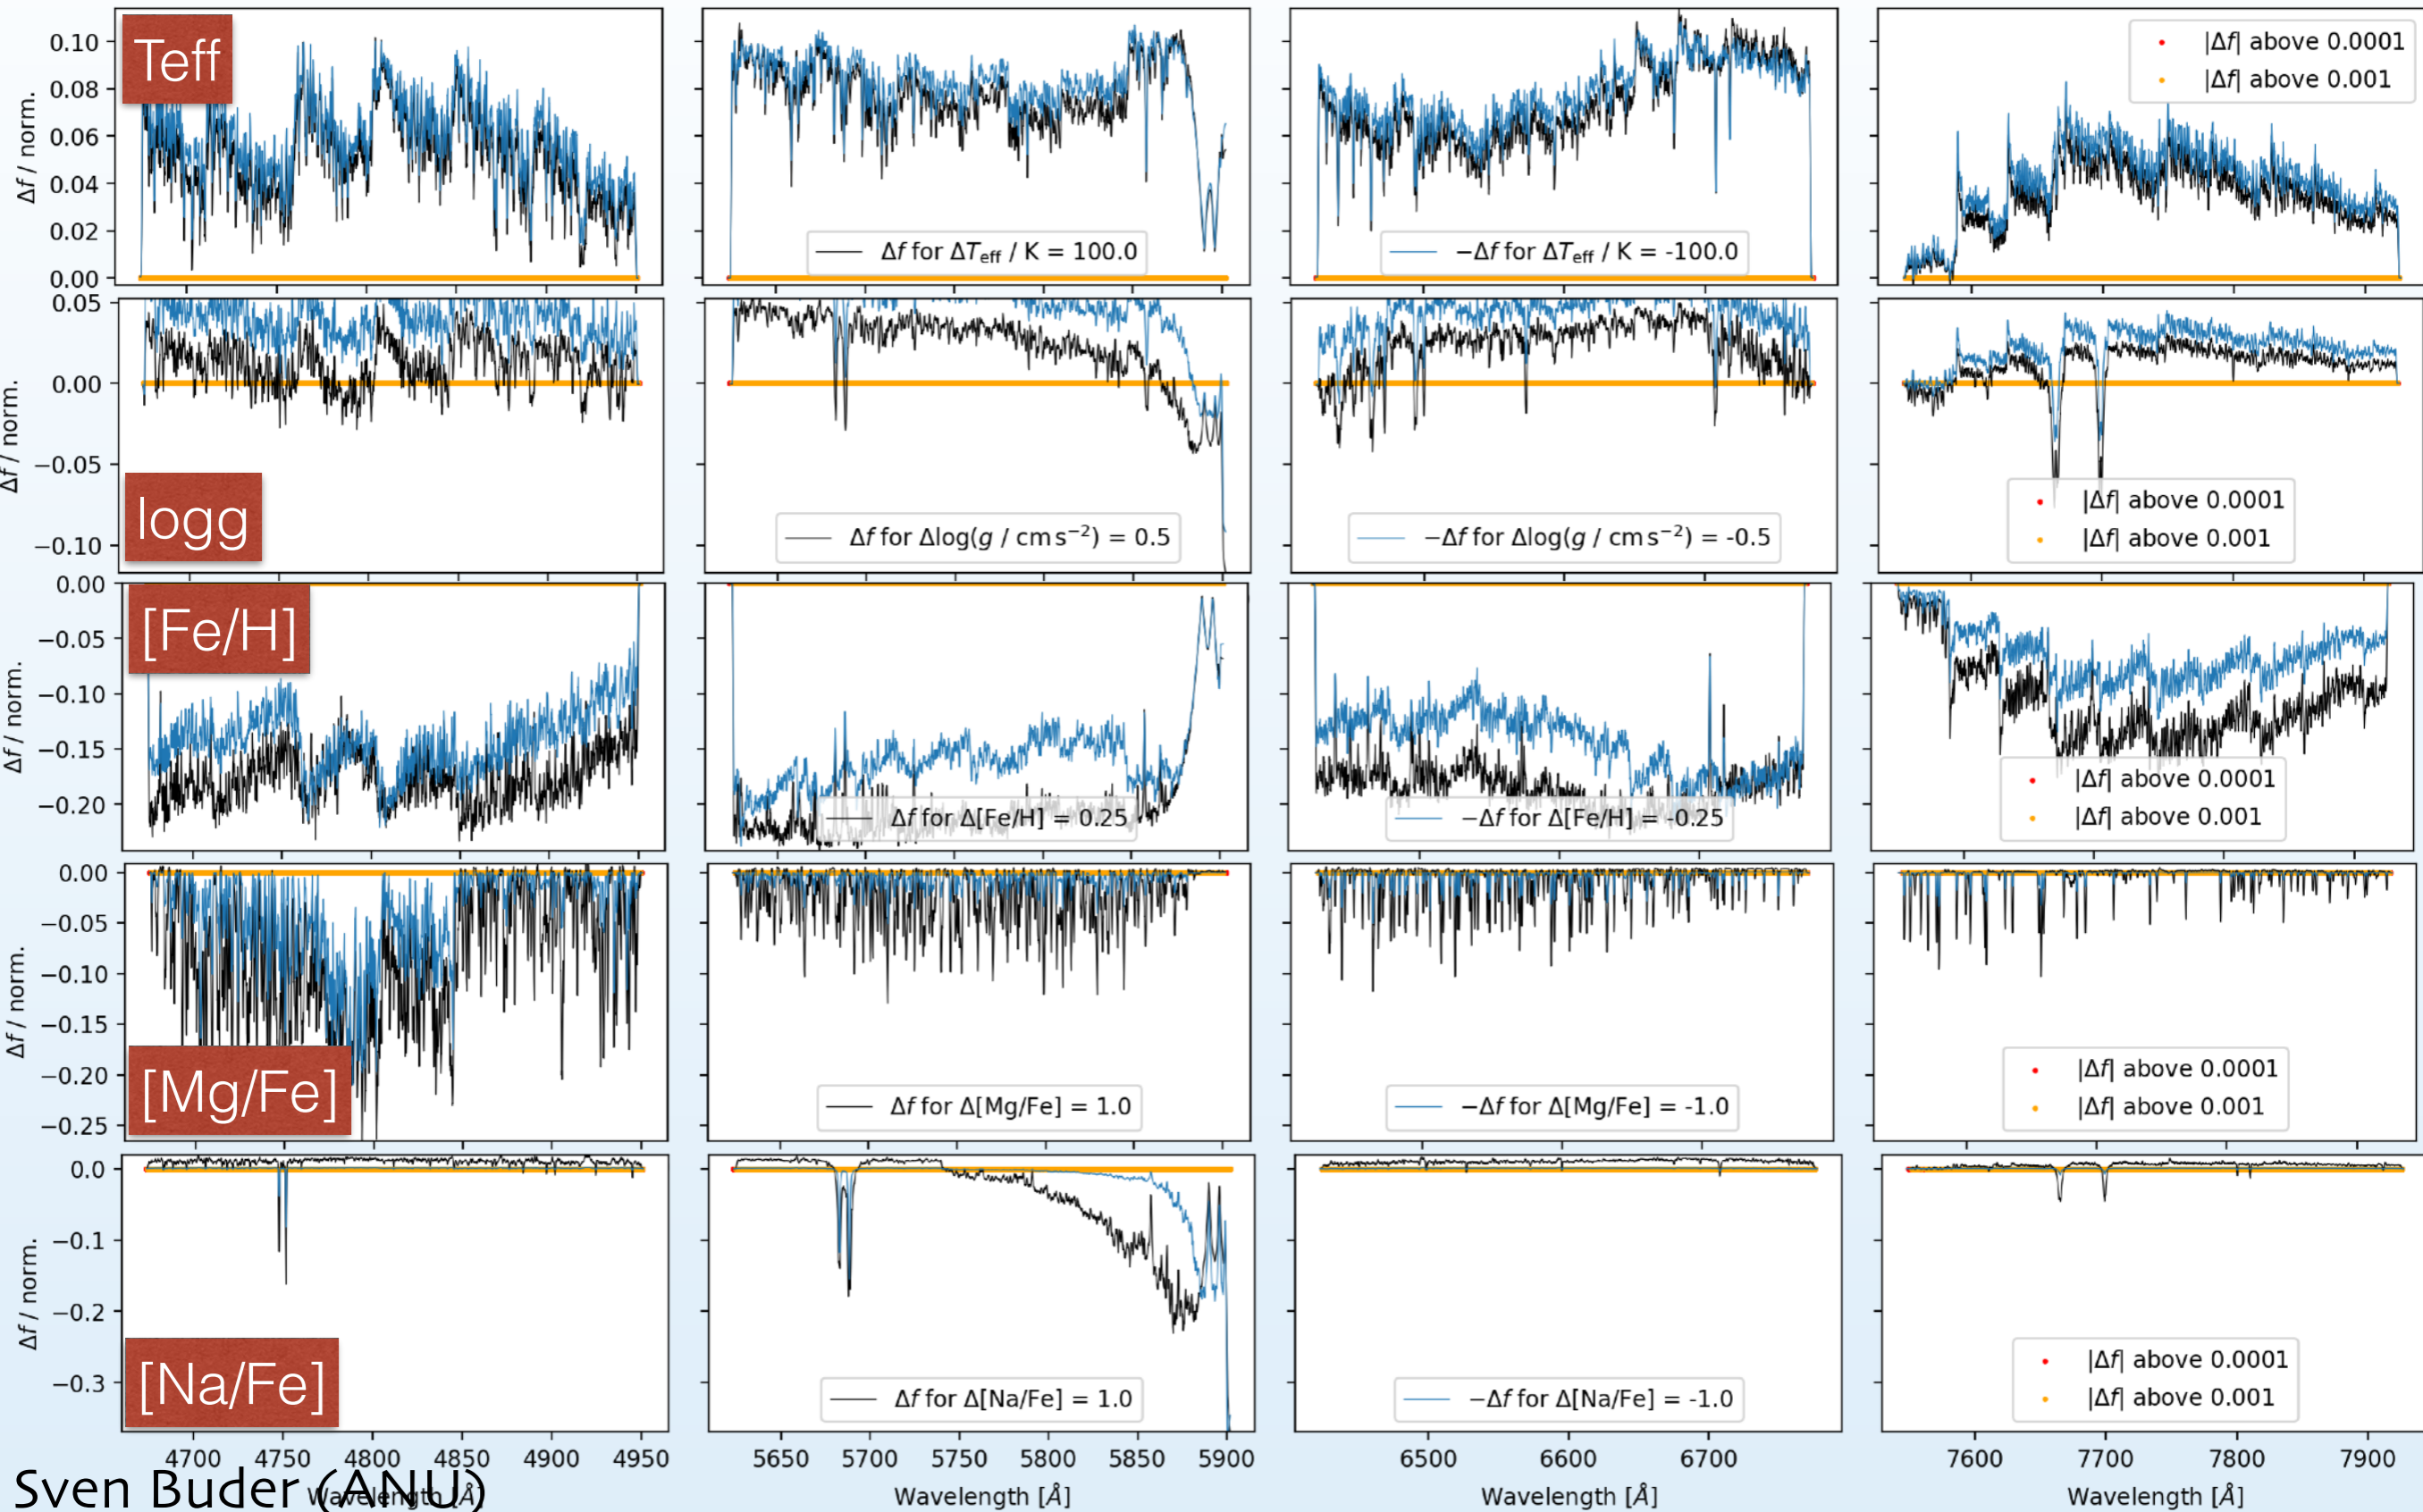 Teff
0.10
0.08
0.06
0.04
0.02
0.00
Δf / norm.
Δf for ΔTeff / K = 100.0
−Δf for ΔTeff / K = -100.0
|Δf| above 0.0001
|Δf| above 0.001
logg
0.05
0.00
−0.05
−0.10
Δf / norm.
Δf for Δlog(g / cm s⁻²) = 0.5
−Δf for Δlog(g / cm s⁻²) = -0.5
|Δf| above 0.0001
|Δf| above 0.001
[Fe/H]
0.00
−0.05
−0.10
−0.15
−0.20
Δf / norm.
Δf for Δ[Fe/H] = 0.25
−Δf for Δ[Fe/H] = -0.25
|Δf| above 0.0001
|Δf| above 0.001
[Mg/Fe]
0.00
−0.05
−0.10
−0.15
−0.20
−0.25
Δf / norm.
Δf for Δ[Mg/Fe] = 1.0
−Δf for Δ[Mg/Fe] = -1.0
|Δf| above 0.0001
|Δf| above 0.001
[Na/Fe]
0.0
−0.1
−0.2
−0.3
Δf / norm.
Δf for Δ[Na/Fe] = 1.0
−Δf for Δ[Na/Fe] = -1.0
|Δf| above 0.0001
|Δf| above 0.001
4700 4750 4800 4850 4900 4950
5650 5700 5750 5800 5850 5900
6500 6600 6700
7600 7700 7800 7900
Wavelength [Å]
Wavelength [Å]
Wavelength [Å]
Wavelength [Å]
Sven Buder (ANU)